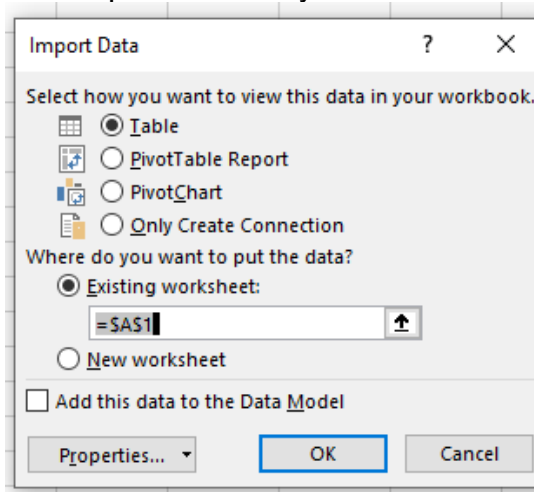 Import Data ? X
Select how you want to view this data in your workbook.
Table
PivotTable Report
PivotChart
Only Create Connection
Where do you want to put the data?
Existing worksheet:
=$A$1
New worksheet
Add this data to the Data Model
Properties... OK Cancel